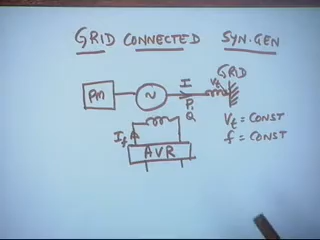 GRID CONNECTED SYN.GEN
GRID
PM
~
I
Vt
P,
Q
Vt = CONST
f = CONST
If
AVR